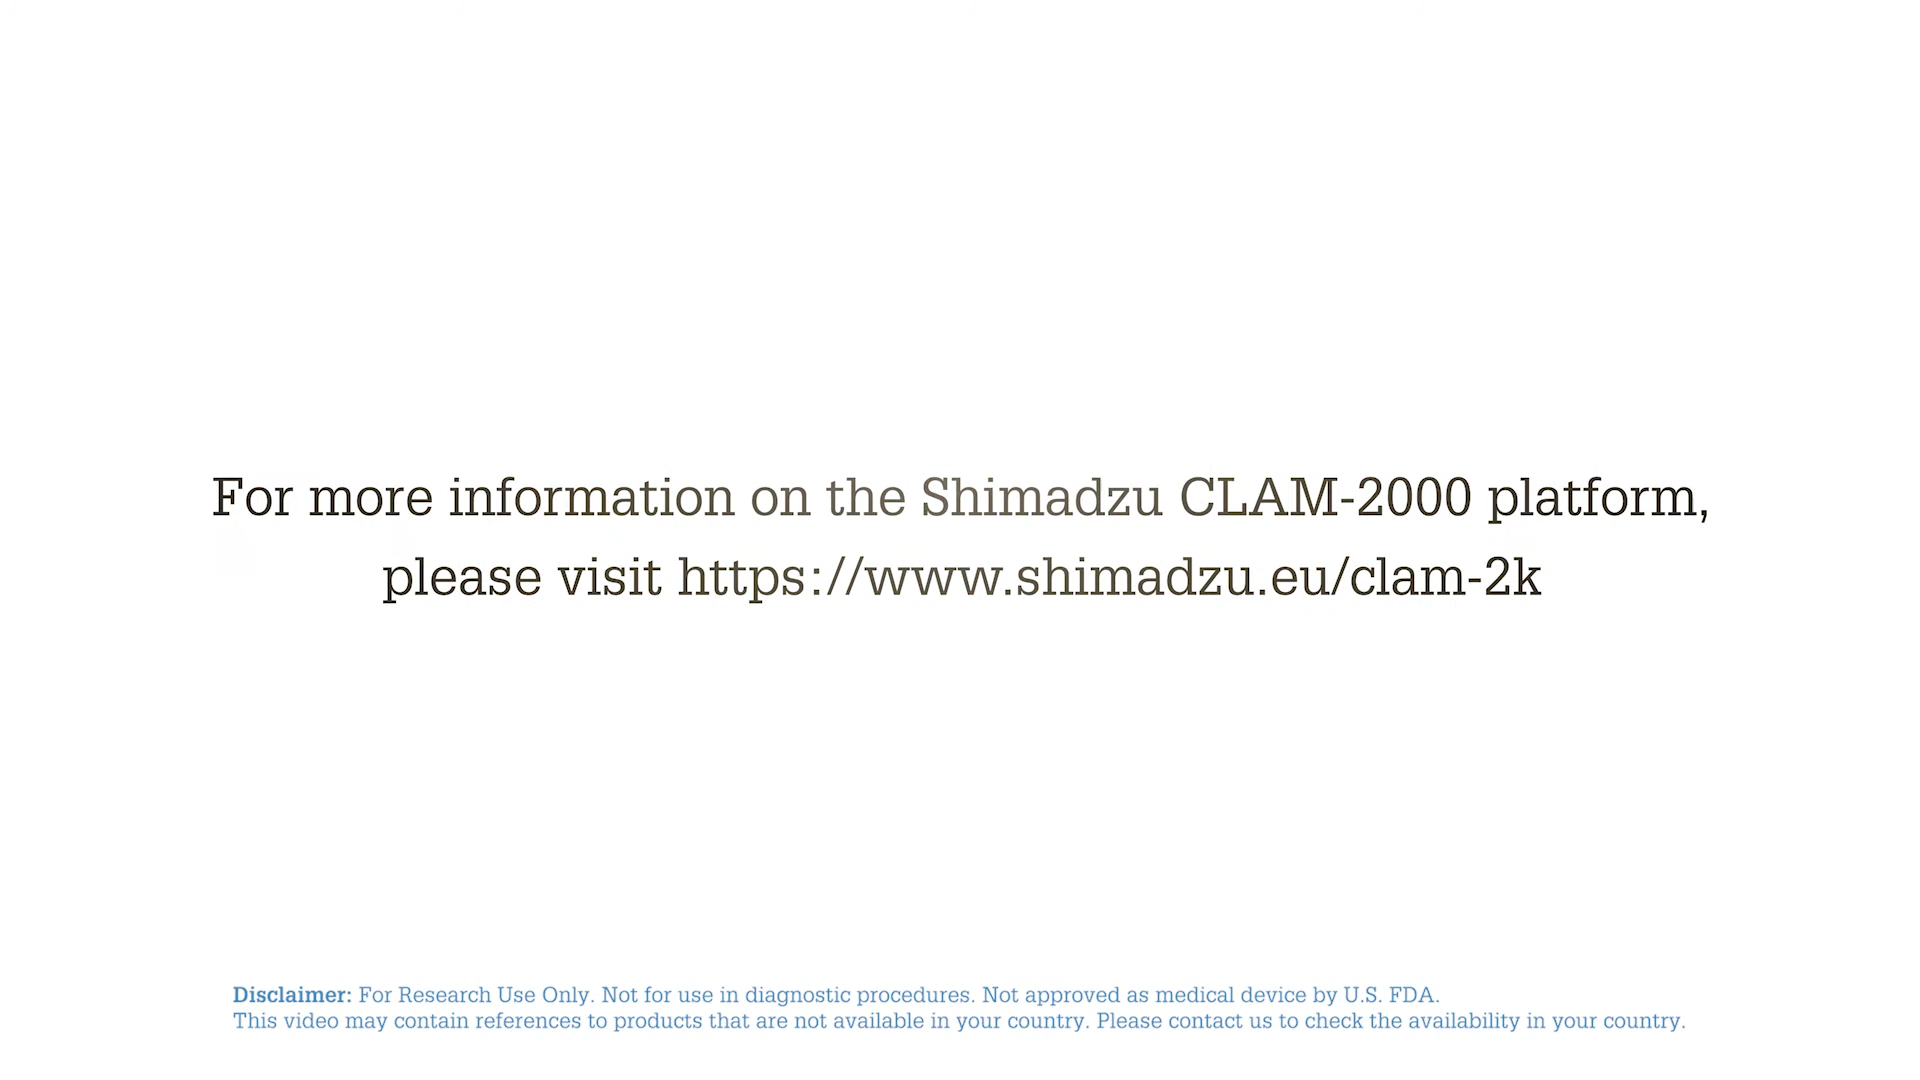 For more information on the Shimadzu CLAM-2000 platform,
please visit https://www.shimadzu.eu/clam-2k
Disclaimer: For Research Use Only. Not for use in diagnostic procedures. Not approved as medical device by U.S. FDA.
This video may contain references to products that are not available in your country. Please contact us to check the availability in your country.